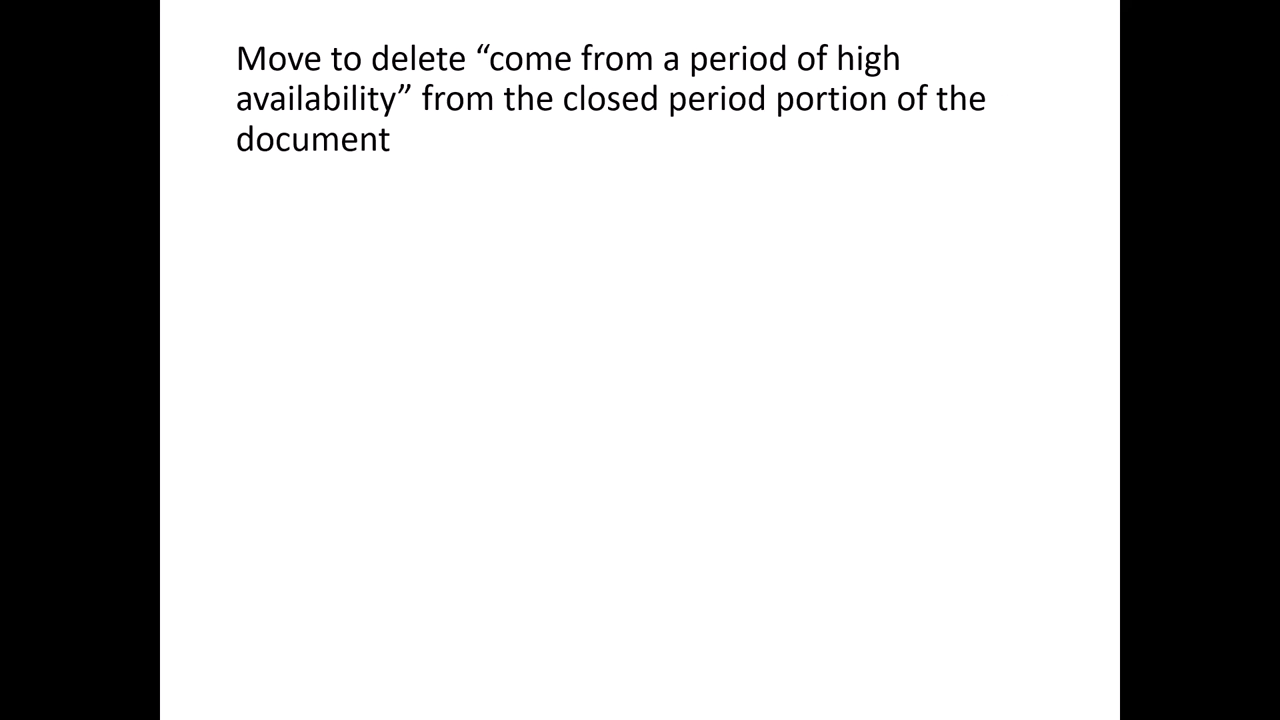 Move to delete “come from a period of high
availability” from the closed period portion of the
document